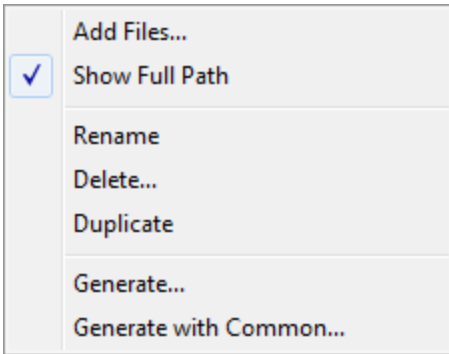 Add Files...
Show Full Path
Rename
Delete...
Duplicate
Generate...
Generate with Common...